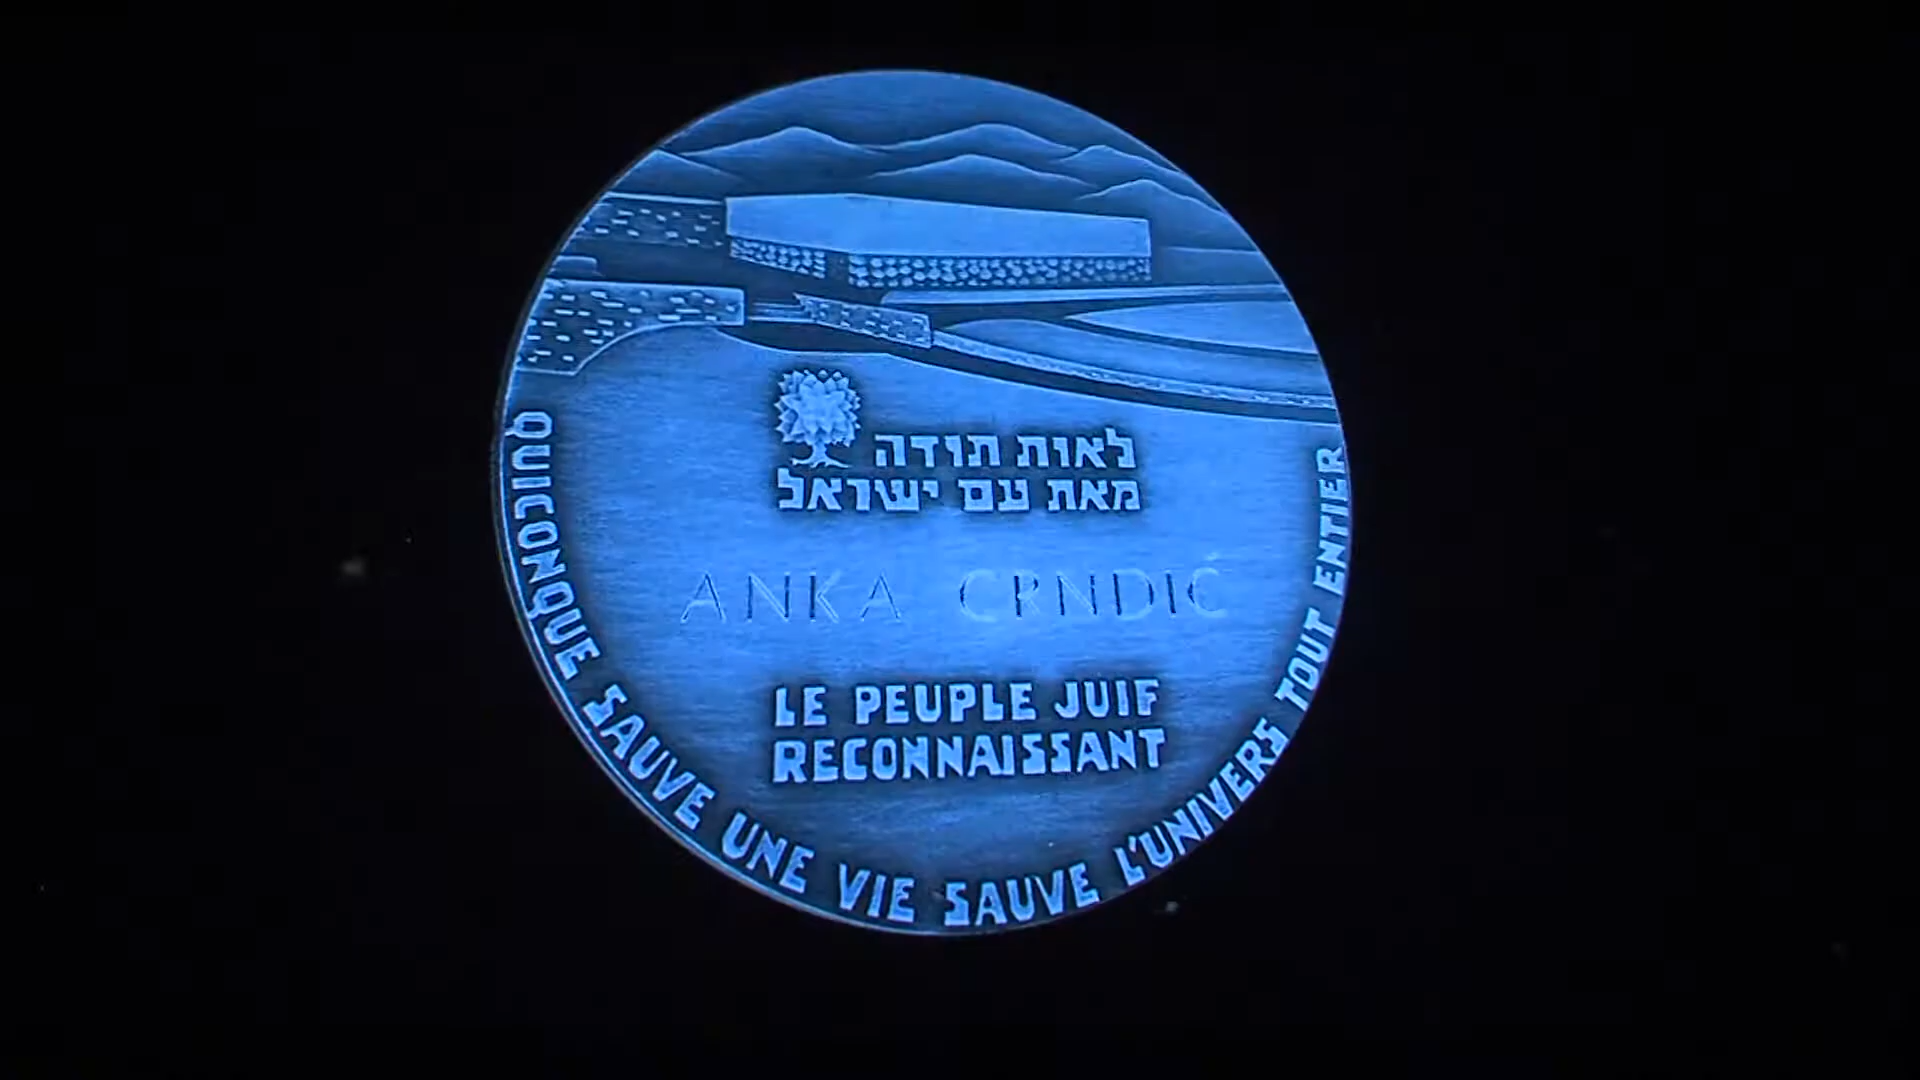 לאות תודה
מאת עם ישראל
ANKA CRNDIĆ
LE PEUPLE JUIF
RECONNAISSANT
QUICONQUE SAUVE UNE VIE SAUVE L'UNIVERS TOUT ENTIER